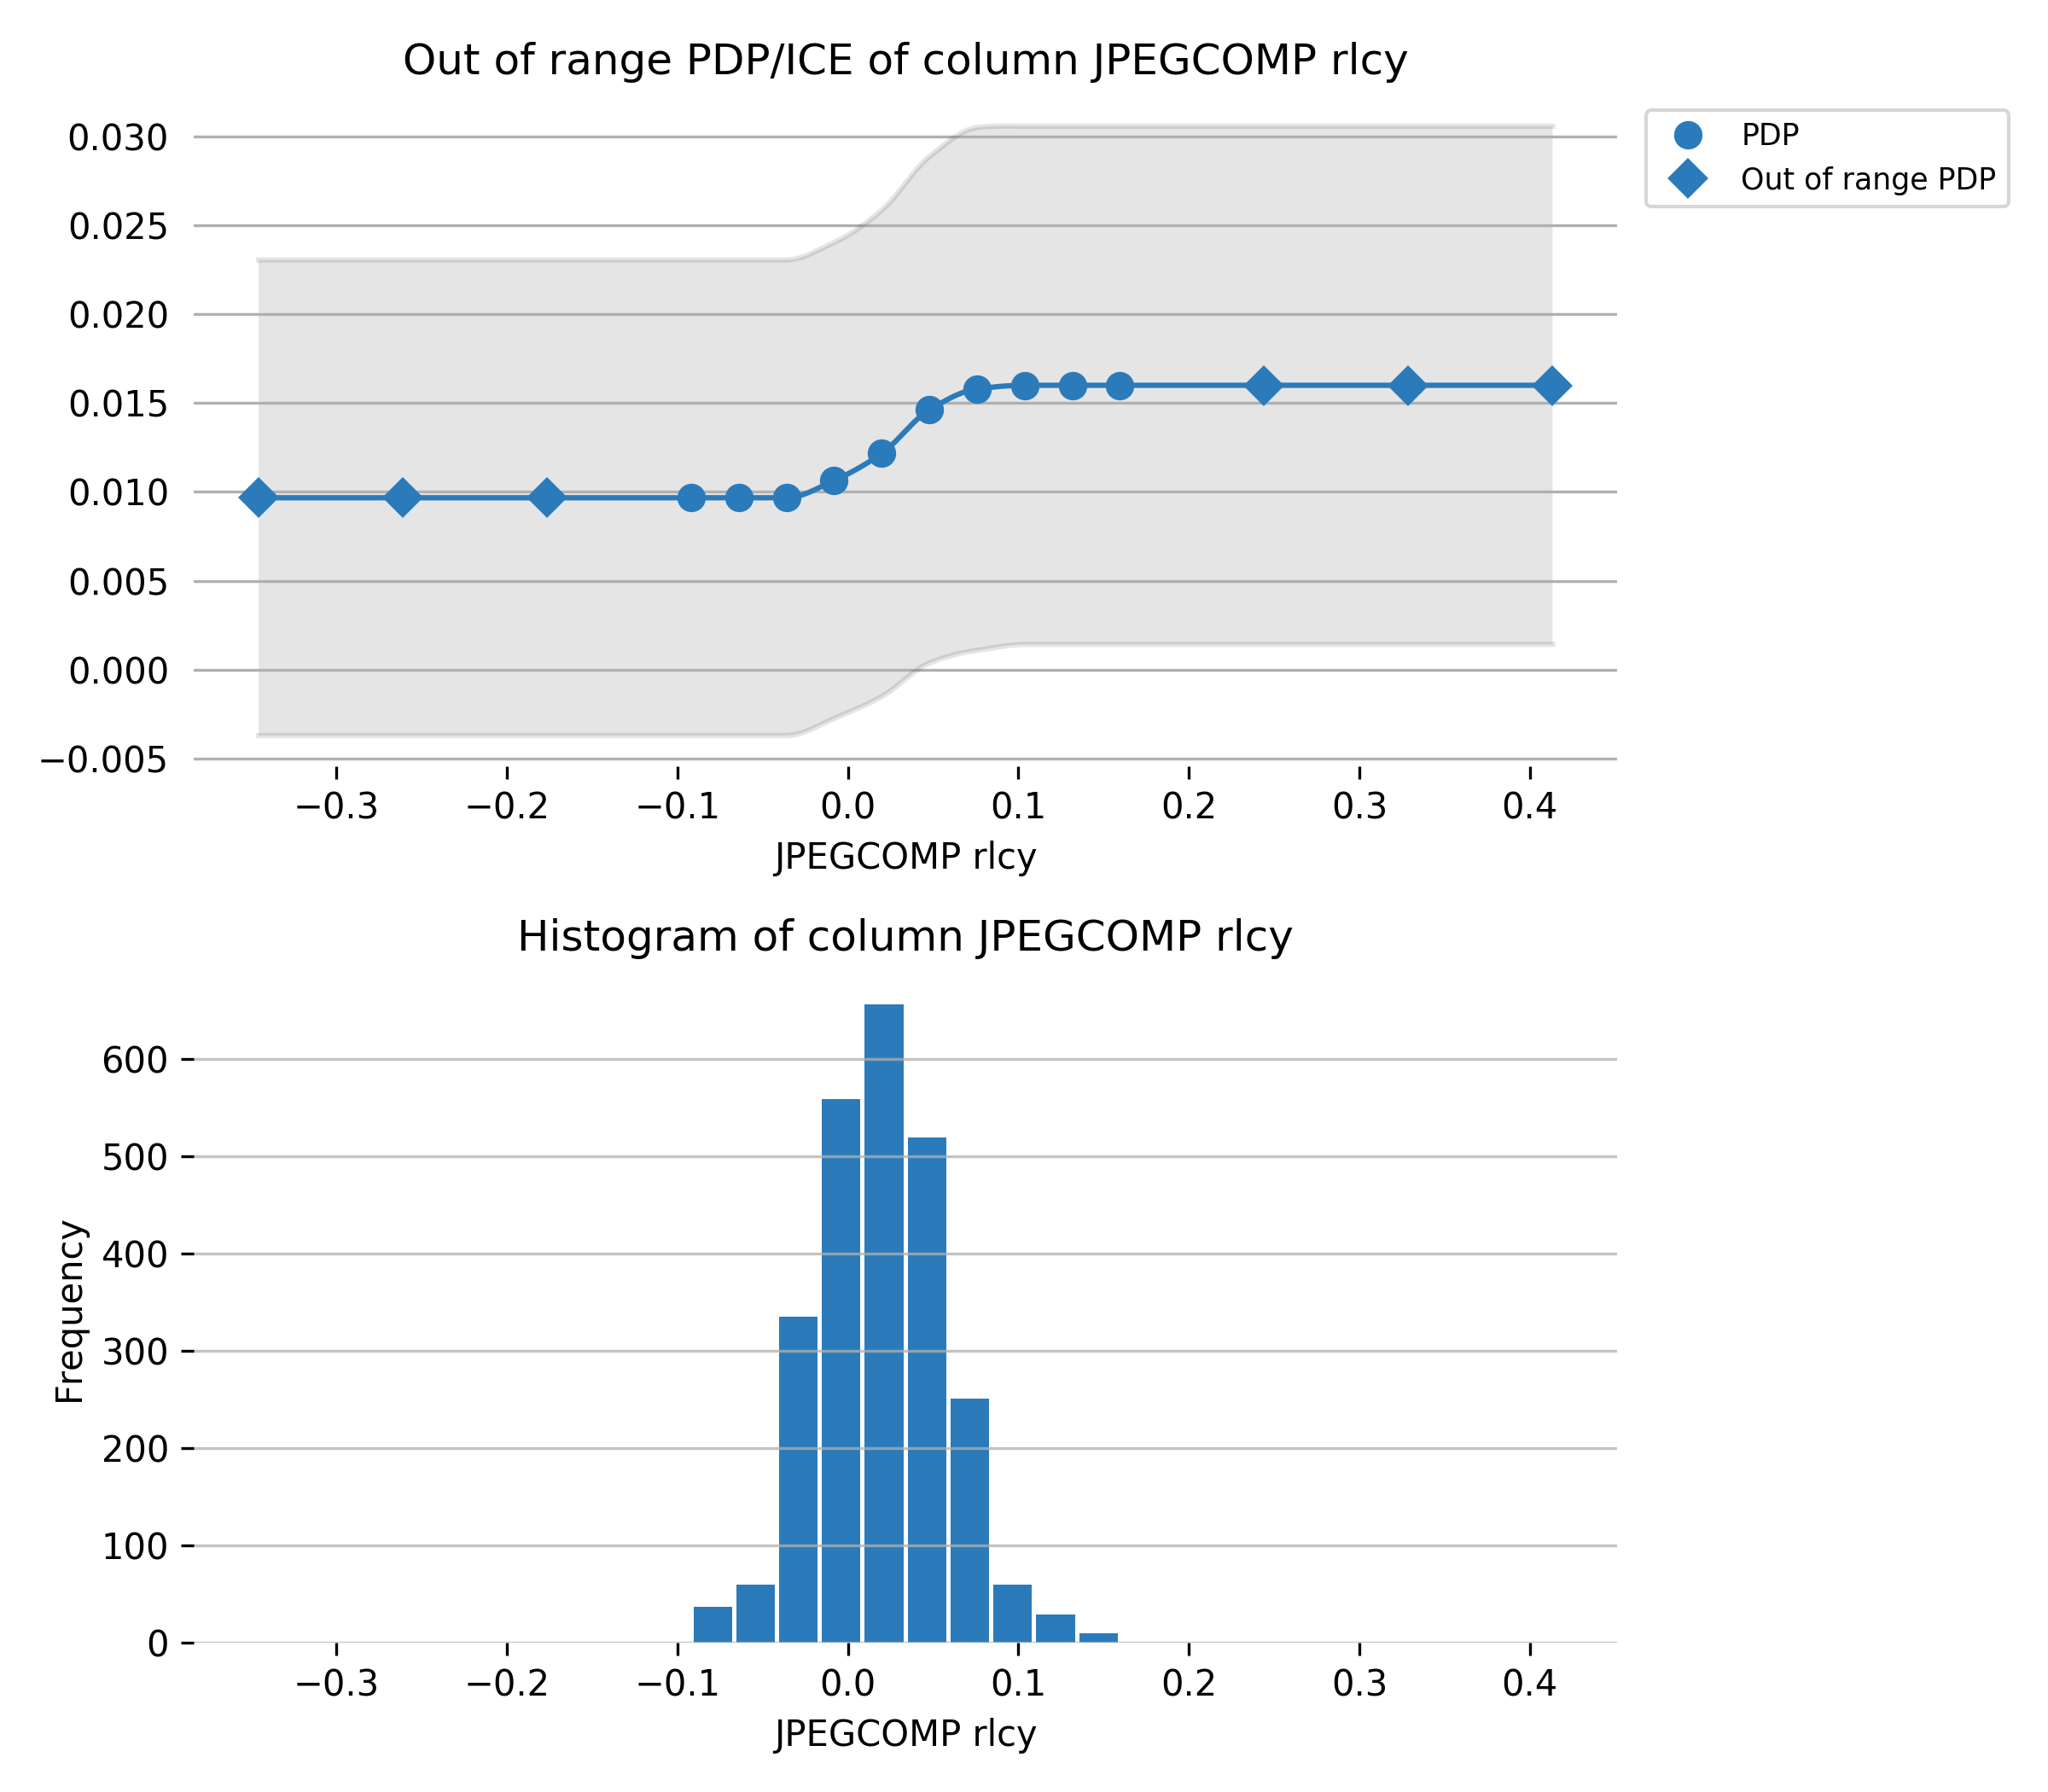 Out of range PDP/ICE of column JPEGCOMP rlcy
PDP
Out of range PDP
0.030
0.025
0.020
0.015
0.010
0.005
0.000
−0.005
−0.3 −0.2 −0.1 0.0 0.1 0.2 0.3 0.4
JPEGCOMP rlcy
Histogram of column JPEGCOMP rlcy
600
500
400
300
200
100
0
Frequency
−0.3 −0.2 −0.1 0.0 0.1 0.2 0.3 0.4
JPEGCOMP rlcy